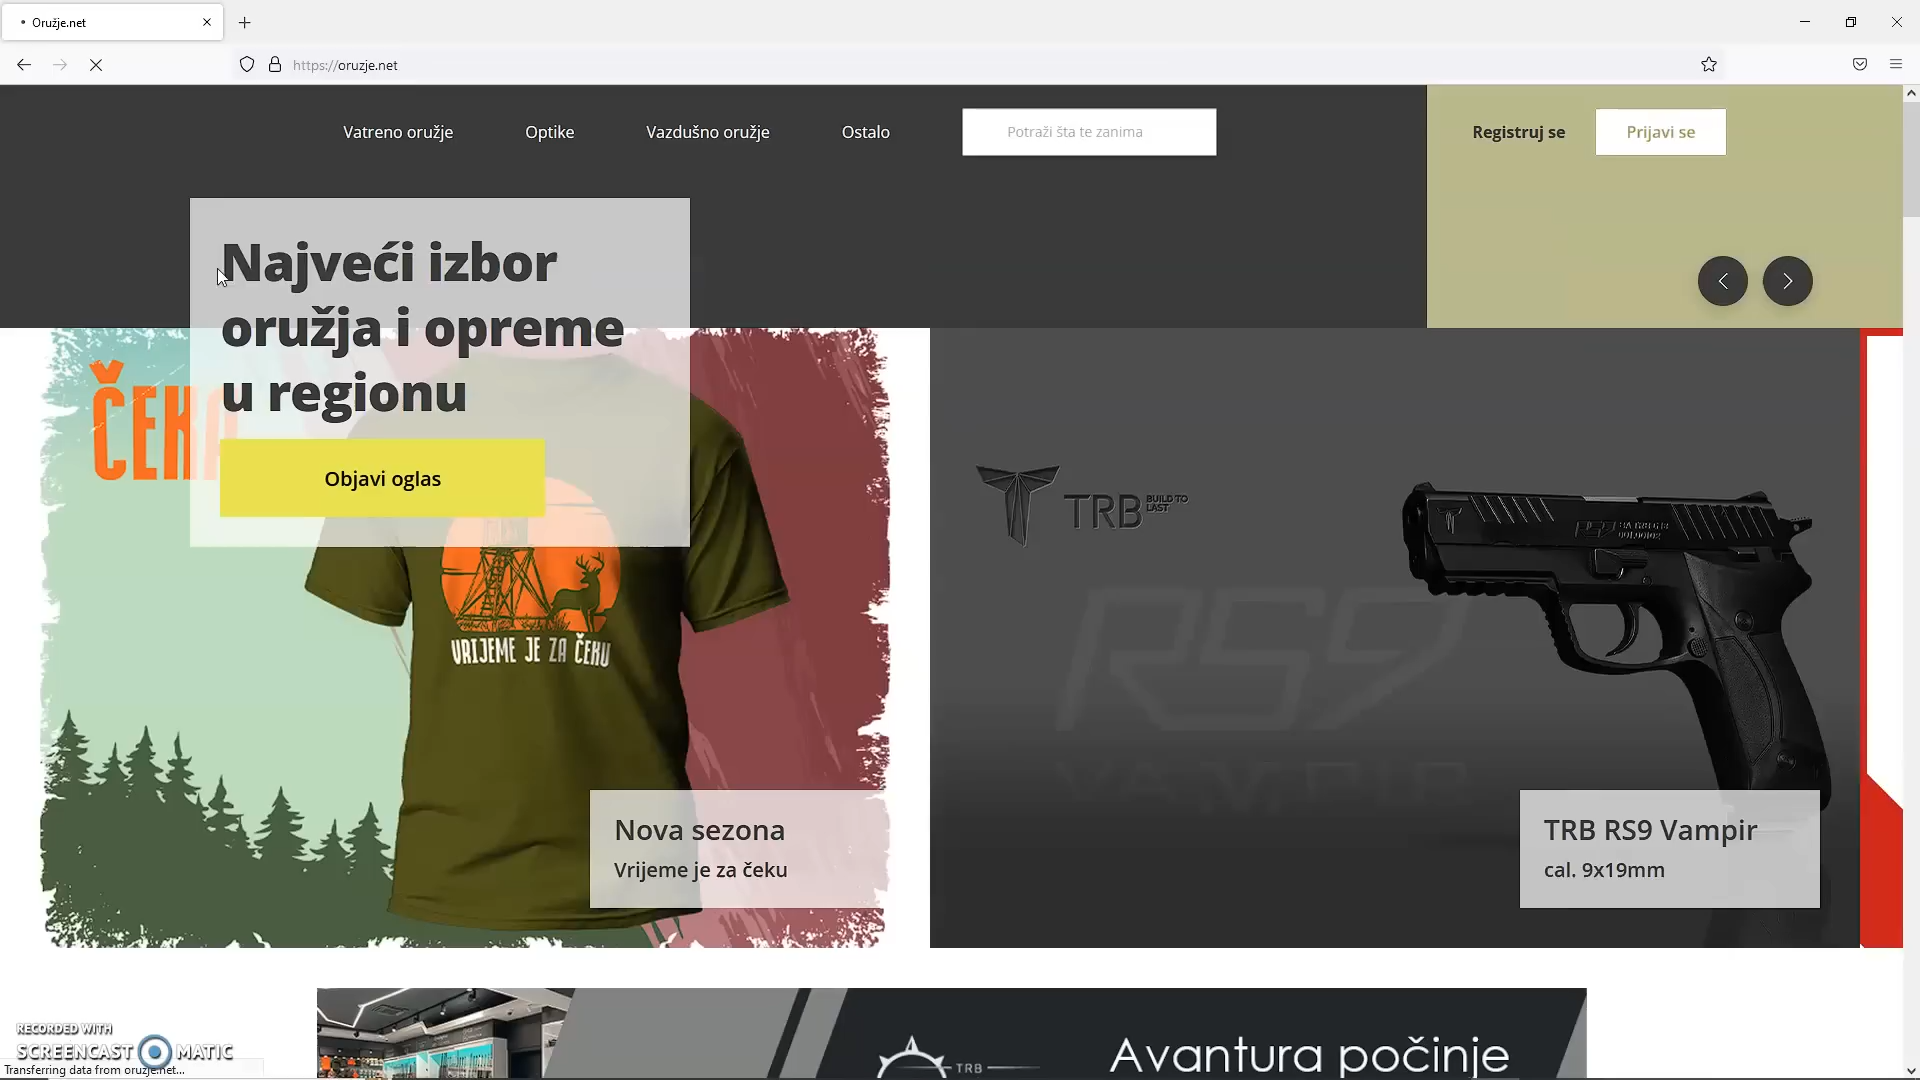 Oružje.net
https://oruzje.net
Vatreno oružje
Optike
Vazdušno oružje
Ostalo
Potraži šta te zanima
Registruj se
Prijavi se
Najveći izbor
oružja i opreme
u regionu
Objavi oglas
VRIJEME JE ZA ČEKU
Nova sezona
Vrijeme je za čeku
TRB
BUILD TO
LAST
RS9
VAMPIR
TRB RS9 Vampir
cal. 9x19mm
TRB
Avantura počinje
RECORDED WITH
SCREENCAST MATIC
Transferring data from oruzje.net...